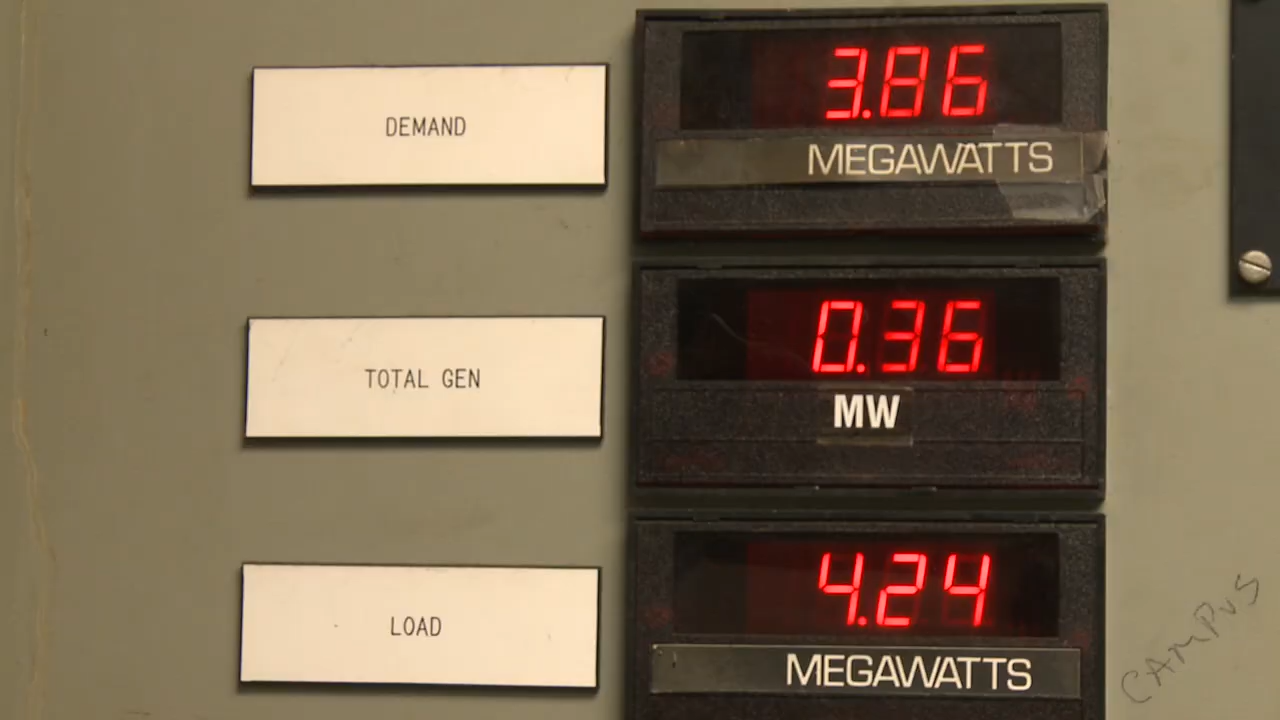 DEMAND
3.86
MEGAWATTS
TOTAL GEN
0.36
MW
LOAD
4.24
MEGAWATTS
CAMPUS